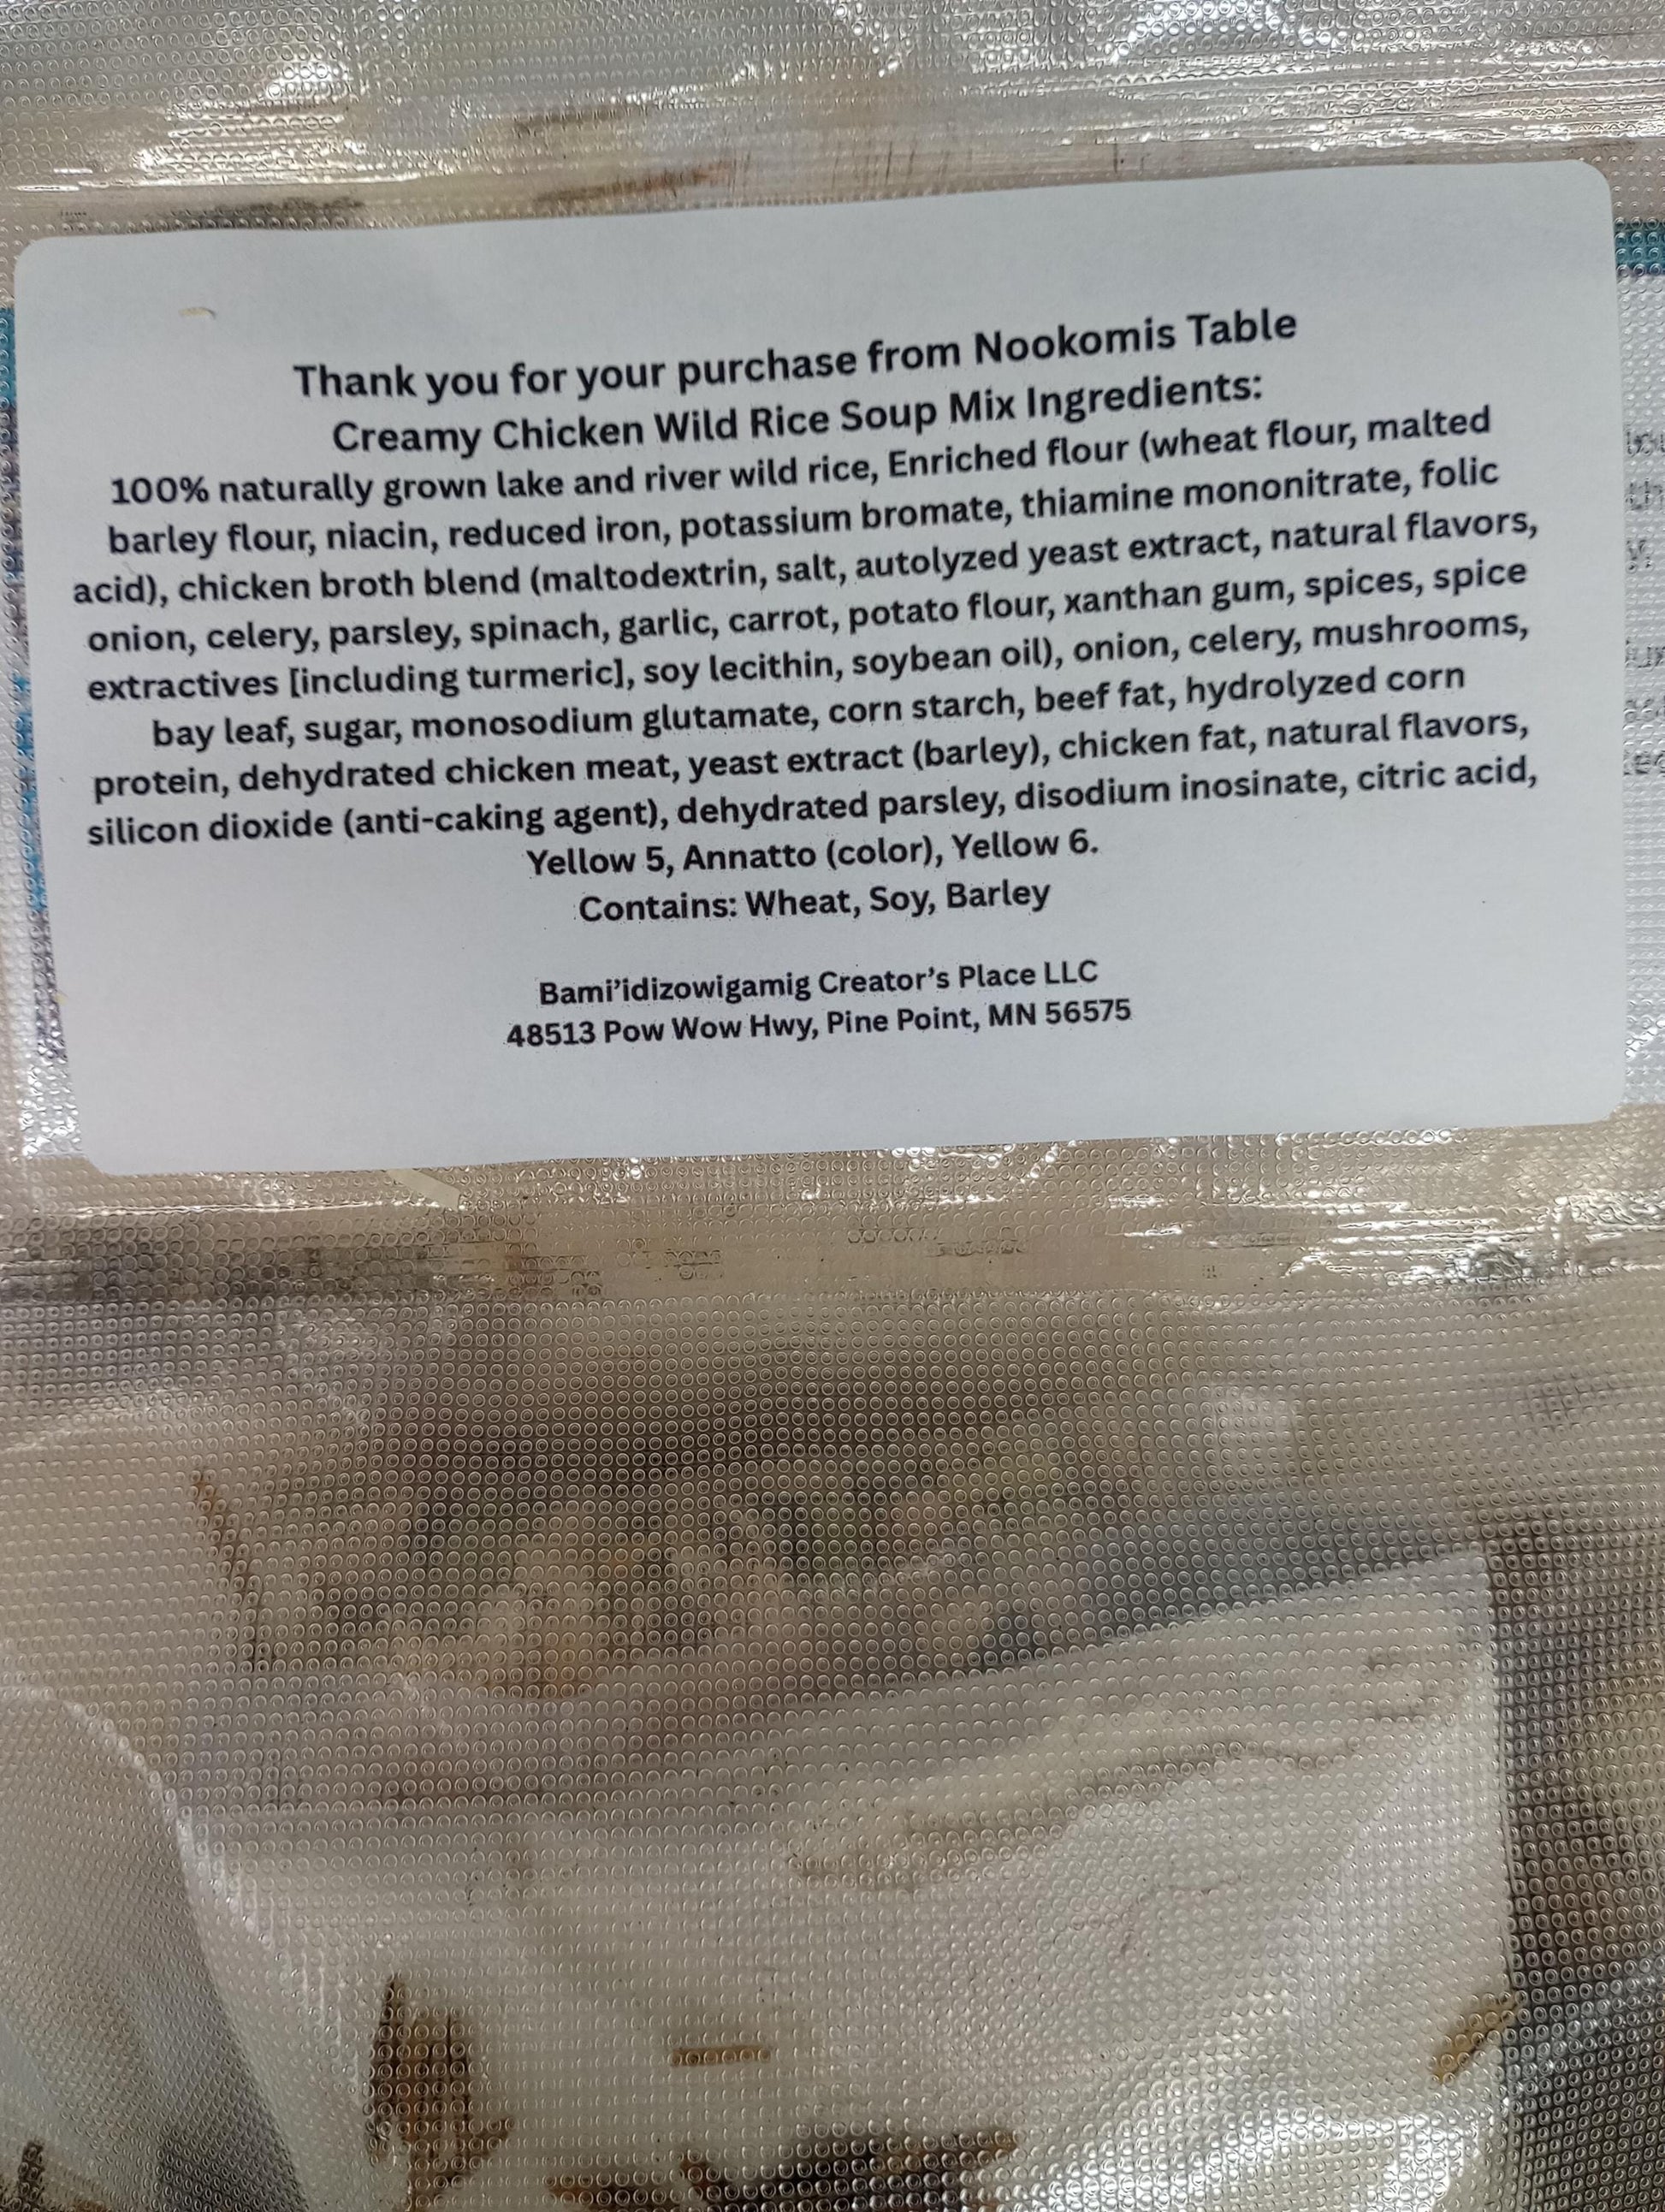 Thank you for your purchase from Nookomis Table
Creamy Chicken Wild Rice Soup Mix Ingredients:
100% naturally grown lake and river wild rice, Enriched flour (wheat flour, malted
barley flour, niacin, reduced iron, potassium bromate, thiamine mononitrate, folic
acid), chicken broth blend (maltodextrin, salt, autolyzed yeast extract, natural flavors,
onion, celery, parsley, spinach, garlic, carrot, potato flour, xanthan gum, spices, spice
extractives [including turmeric], soy lecithin, soybean oil), onion, celery, mushrooms,
bay leaf, sugar, monosodium glutamate, corn starch, beef fat, hydrolyzed corn
protein, dehydrated chicken meat, yeast extract (barley), chicken fat, natural flavors,
silicon dioxide (anti-caking agent), dehydrated parsley, disodium inosinate, citric acid,
Yellow 5, Annatto (color), Yellow 6.
Contains: Wheat, Soy, Barley
Bami'idizowigamig Creator's Place LLC
48513 Pow Wow Hwy, Pine Point, MN 56575